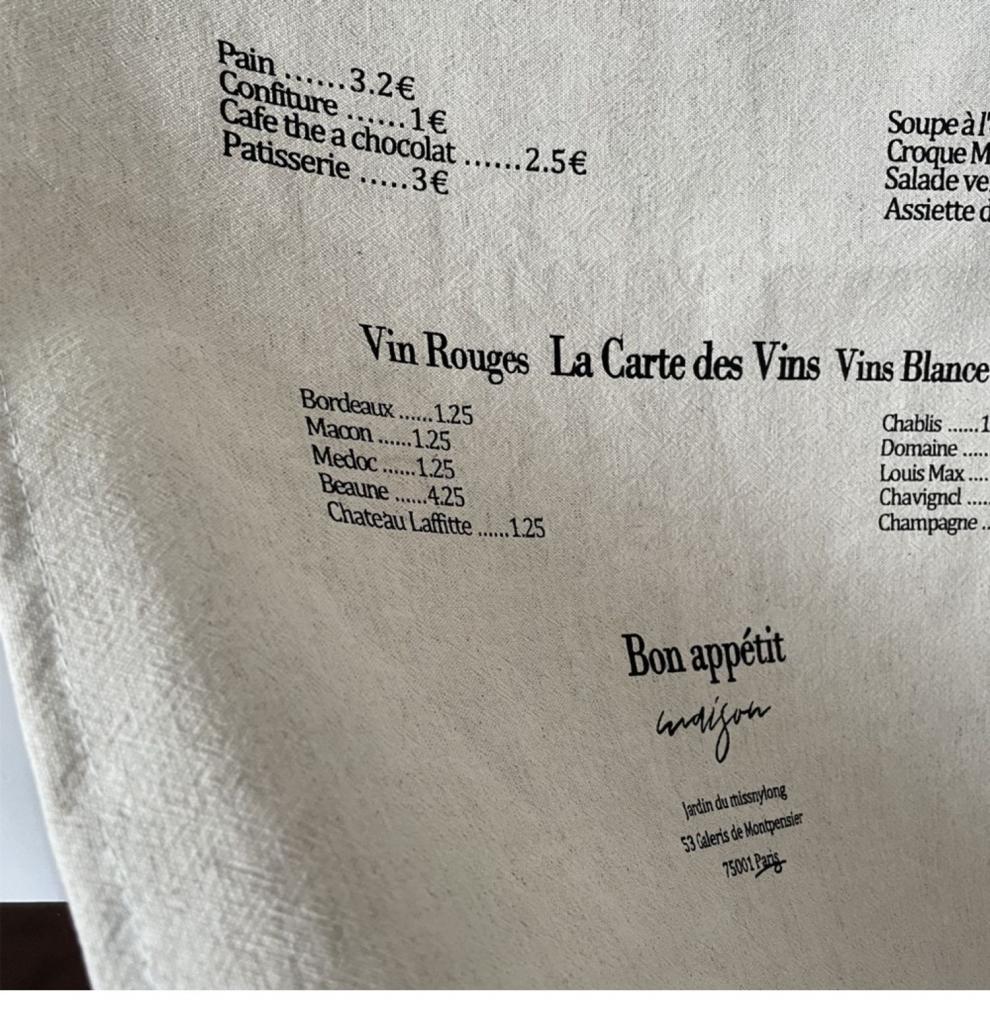 Pain ......3.2€
Confiture ......1€
Cafe the a chocolat ......2.5€
Patisserie .....3€
Soupe à l'
Croque M
Salade ve
Assiette d
Vin Rouges La Carte des Vins Vins Blance
Bordeaux ......1.25
Macon ......1.25
Medoc ......1.25
Beaune ......4.25
Chateau Laffitte ......1.25
Chablis ......1
Domaine .....
Louis Max ....
Chavigncl .....
Champagne ..
Bon appétit
maison
Jardin du missnylong
53 Galeris de Montpensier
75001 Paris